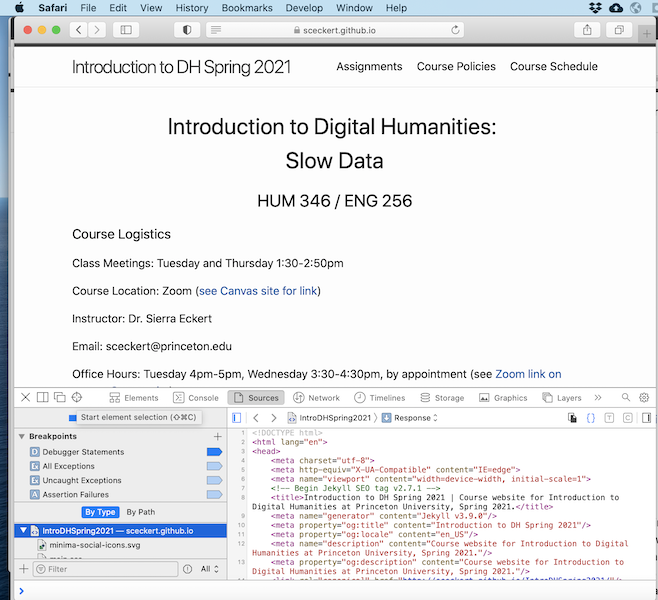 Safari File Edit View History Bookmarks Develop Window Help
sceckert.github.io
Introduction to DH Spring 2021 Assignments Course Policies Course Schedule
Introduction to Digital Humanities:
Slow Data
HUM 346 / ENG 256
Course Logistics
Class Meetings: Tuesday and Thursday 1:30-2:50pm
Course Location: Zoom (see Canvas site for link)
Instructor: Dr. Sierra Eckert
Email: sceckert@princeton.edu
Office Hours: Tuesday 4pm-5pm, Wednesday 3:30-4:30pm, by appointment (see Zoom link on
Elements Console Sources Network Timelines Storage Graphics Layers
Start element selection (⇧⌘C)
IntroDHSpring2021 Response
Breakpoints
D Debugger Statements
E All Exceptions
E Uncaught Exceptions
A Assertion Failures
By Type By Path
IntroDHSpring2021 — sceckert.github.io
minima-social-icons.svg
Filter All
1 <!DOCTYPE html>
2 <html lang="en">
3 <head>
4 <meta charset="utf-8">
5 <meta http-equiv="X-UA-Compatible" content="IE=edge">
6 <meta name="viewport" content="width=device-width, initial-scale=1">
7 <!-- Begin Jekyll SEO tag v2.7.1 -->
8 <title>Introduction to DH Spring 2021 | Course website for Introduction to
Digital Humanities at Princeton University, Spring 2021.</title>
9 <meta name="generator" content="Jekyll v3.9.0"/>
10 <meta property="og:title" content="Introduction to DH Spring 2021"/>
11 <meta property="og:locale" content="en_US"/>
12 <meta name="description" content="Course website for Introduction to Digital
Humanities at Princeton University, Spring 2021."/>
13 <meta property="og:description" content="Course website for Introduction to
Digital Humanities at Princeton University, Spring 2021."/>